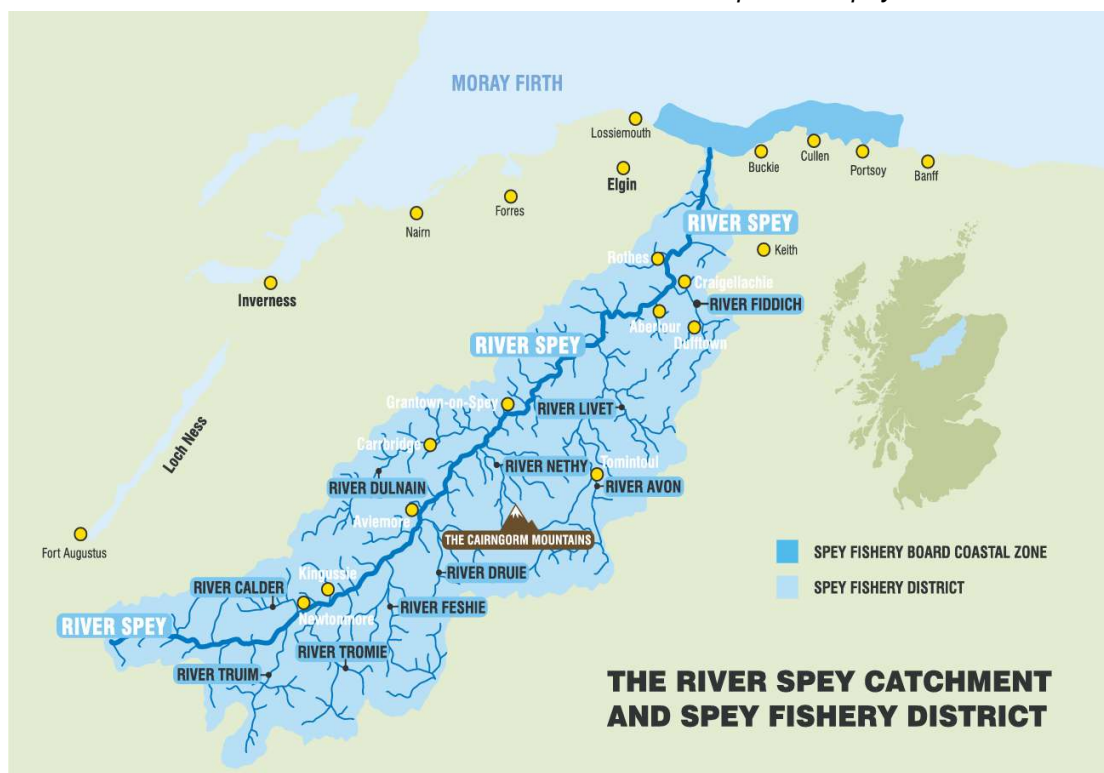 MORAY FIRTH
Lossiemouth
Buckie
Cullen
Portsoy
Banff
Elgin
Forres
Nairn
RIVER SPEY
Keith
Rothes
Craigellachie
Inverness
RIVER FIDDICH
Aberlour
Dufftown
RIVER SPEY
Grantown-on-Spey
RIVER LIVET
Carrbridge
Loch Ness
RIVER NETHY
Tomintoul
RIVER DULNAIN
RIVER AVON
Aviemore
THE CAIRNGORM MOUNTAINS
Fort Augustus
SPEY FISHERY BOARD COASTAL ZONE
RIVER DRUIE
Kingussie
RIVER CALDER
SPEY FISHERY DISTRICT
RIVER FESHIE
Newtonmore
RIVER SPEY
RIVER TROMIE
RIVER TRUIM
THE RIVER SPEY CATCHMENT
AND SPEY FISHERY DISTRICT